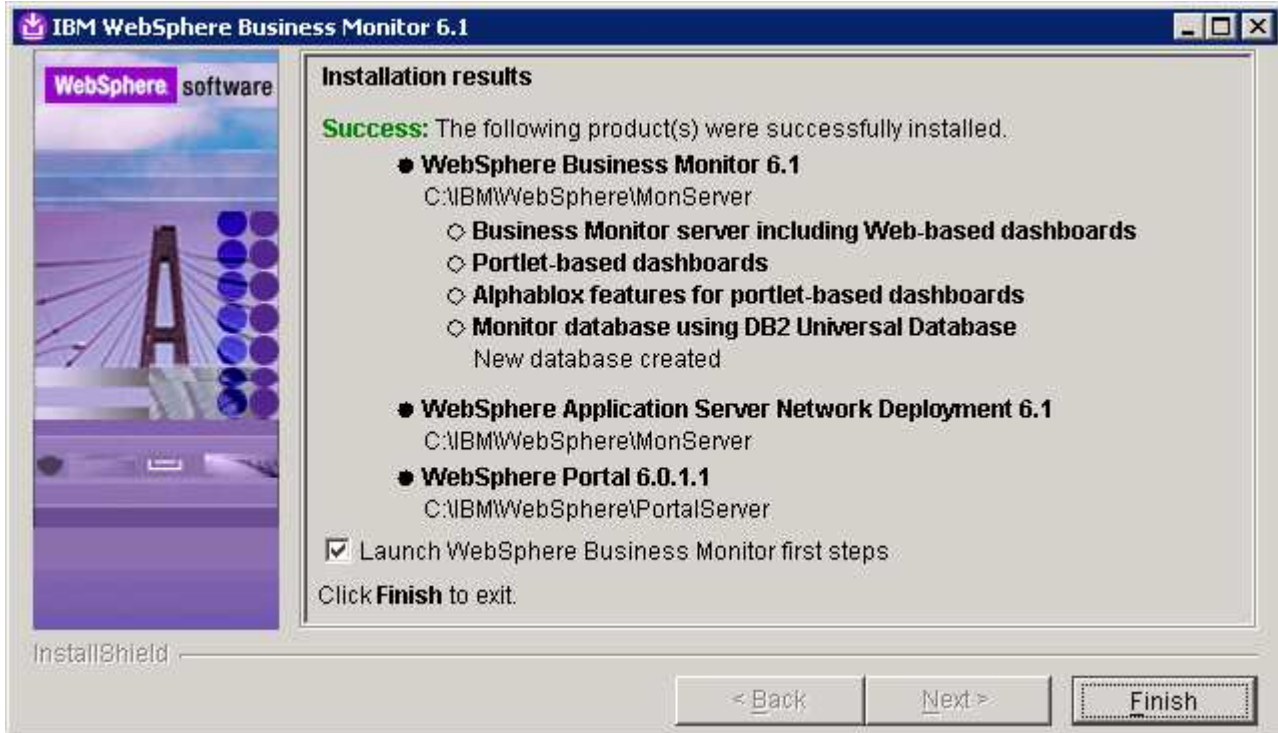 IBM WebSphere Business Monitor 6.1
WebSphere software
Installation results
Success: The following product(s) were successfully installed.
WebSphere Business Monitor 6.1
C:\IBM\WebSphere\MonServer
Business Monitor server including Web-based dashboards
Portlet-based dashboards
Alphablox features for portlet-based dashboards
Monitor database using DB2 Universal Database
New database created
WebSphere Application Server Network Deployment 6.1
C:\IBM\WebSphere\MonServer
WebSphere Portal 6.0.1.1
C:\IBM\WebSphere\PortalServer
Launch WebSphere Business Monitor first steps
Click Finish to exit.
InstallShield
< Back Next > Finish